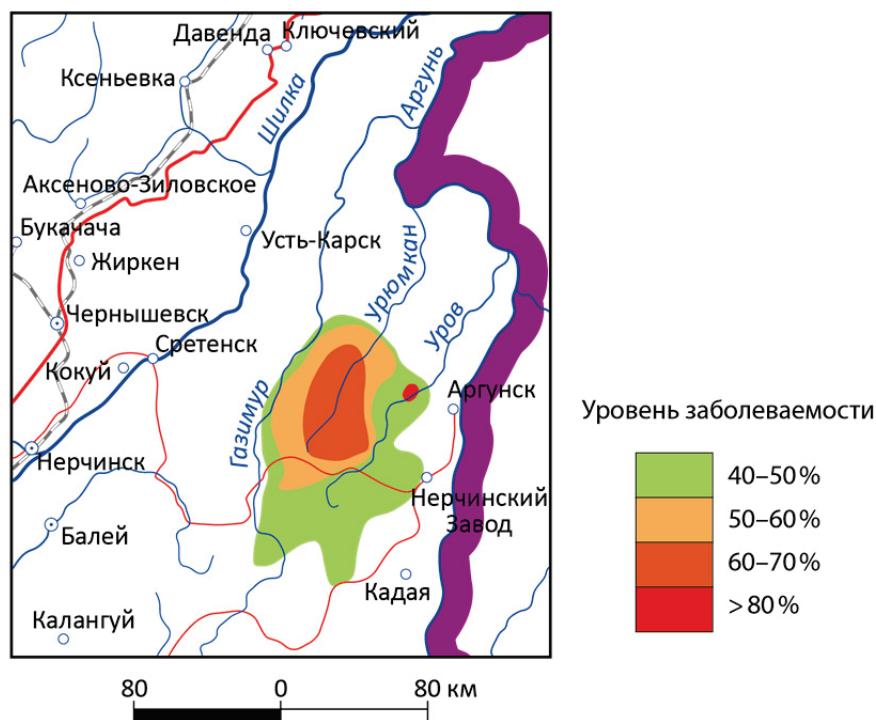 Давенда
Ключевский
Ксеньевка
Шилка
Аргунь
Аксеново-Зиловское
Букачача
Усть-Карск
Жиркен
Урюмкан
Чернышевск
Уров
Сретенск
Кокуй
Газимур
Аргунск
Нерчинск
Нерчинский
Завод
Балей
Кадая
Калангуй
80 0 80 км
Уровень заболеваемости
40–50 %
50–60 %
60–70 %
> 80 %